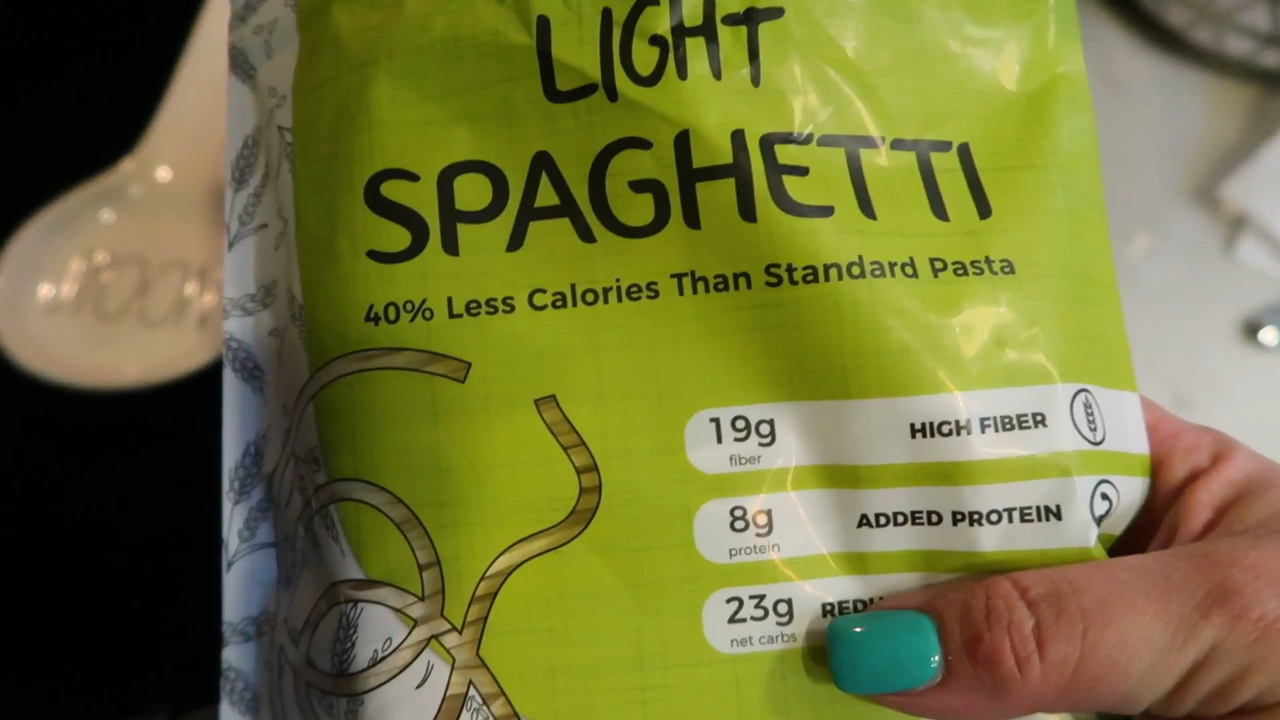 LIGHT
SPAGHETTI
40% Less Calories Than Standard Pasta
19g
fiber
HIGH FIBER
8g
protein
ADDED PROTEIN
23g
net carbs